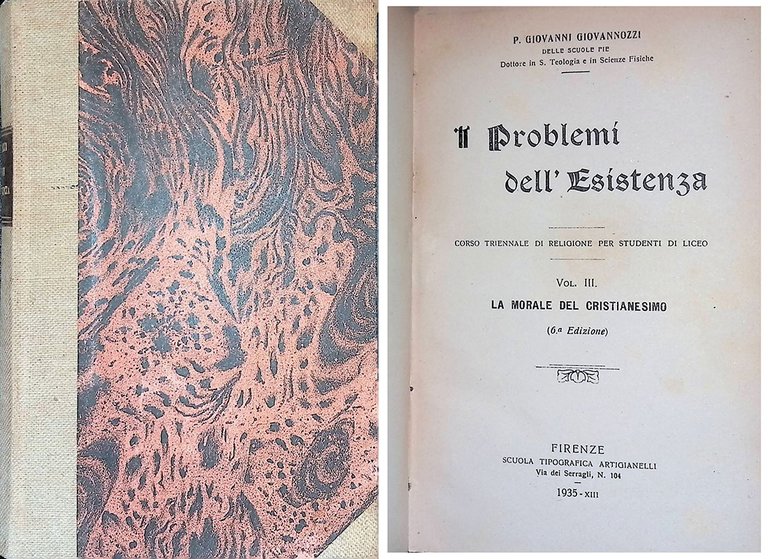 P. GIOVANNI GIOVANNOZZI
DELLE SCUOLE PIE
Dottore in S. Teologia e in Scienze Fisiche
I Problemi
dell' Esistenza
CORSO TRIENNALE DI RELIGIONE PER STUDENTI DI LICEO
VOL. III.
LA MORALE DEL CRISTIANESIMO
(6.ª Edizione)
FIRENZE
SCUOLA TIPOGRAFICA ARTIGIANELLI
Via dei Serragli, N. 104
1935-XIII